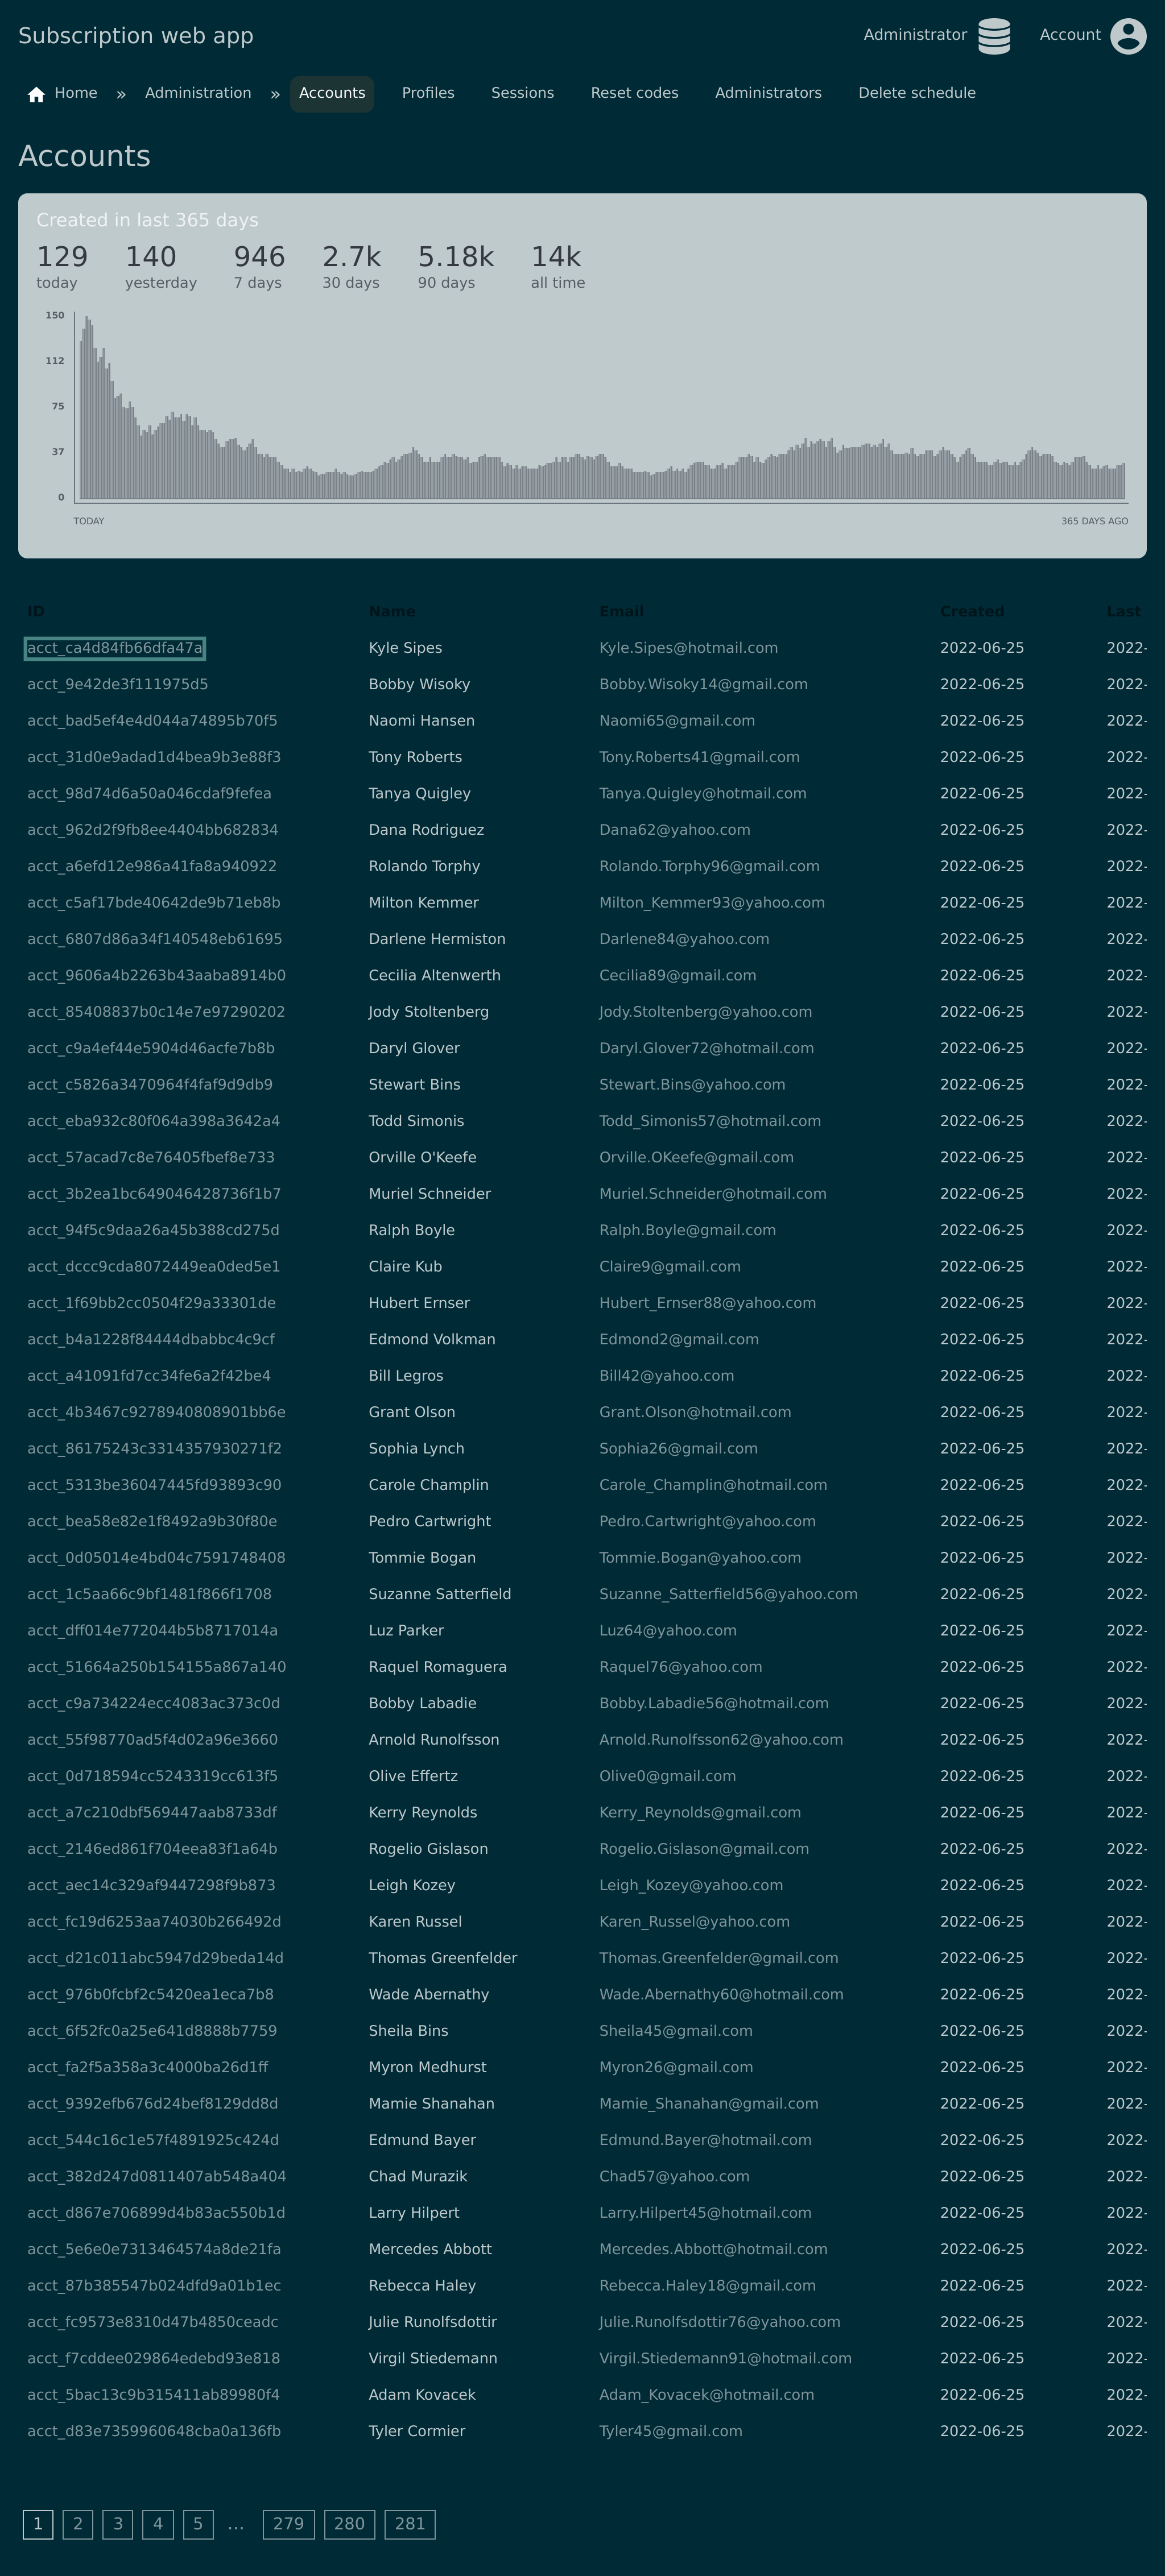 Subscription web app
Administrator
Account
Home » Administration » Accounts Profiles Sessions Reset codes Administrators Delete schedule
Accounts
Created in last 365 days
129 140 946 2.7k 5.18k 14k
today yesterday 7 days 30 days 90 days all time
150
112
75
37
0
TODAY 365 DAYS AGO
ID Name Email Created Last
acct_ca4d84fb66dfa47a Kyle Sipes Kyle.Sipes@hotmail.com 2022-06-25 2022-
acct_9e42de3f111975d5 Bobby Wisoky Bobby.Wisoky14@gmail.com 2022-06-25 2022-
acct_bad5ef4e4d044a74895b70f5 Naomi Hansen Naomi65@gmail.com 2022-06-25 2022-
acct_31d0e9adad1d4bea9b3e88f3 Tony Roberts Tony.Roberts41@gmail.com 2022-06-25 2022-
acct_98d74d6a50a046cdaf9fefea Tanya Quigley Tanya.Quigley@hotmail.com 2022-06-25 2022-
acct_962d2f9fb8ee4404bb682834 Dana Rodriguez Dana62@yahoo.com 2022-06-25 2022-
acct_a6efd12e986a41fa8a940922 Rolando Torphy Rolando.Torphy96@gmail.com 2022-06-25 2022-
acct_c5af17bde40642de9b71eb8b Milton Kemmer Milton_Kemmer93@yahoo.com 2022-06-25 2022-
acct_6807d86a34f140548eb61695 Darlene Hermiston Darlene84@yahoo.com 2022-06-25 2022-
acct_9606a4b2263b43aaba8914b0 Cecilia Altenwerth Cecilia89@gmail.com 2022-06-25 2022-
acct_85408837b0c14e7e97290202 Jody Stoltenberg Jody.Stoltenberg@yahoo.com 2022-06-25 2022-
acct_c9a4ef44e5904d46acfe7b8b Daryl Glover Daryl.Glover72@hotmail.com 2022-06-25 2022-
acct_c5826a3470964f4faf9d9db9 Stewart Bins Stewart.Bins@yahoo.com 2022-06-25 2022-
acct_eba932c80f064a398a3642a4 Todd Simonis Todd_Simonis57@hotmail.com 2022-06-25 2022-
acct_57acad7c8e76405fbef8e733 Orville O'Keefe Orville.OKeefe@gmail.com 2022-06-25 2022-
acct_3b2ea1bc649046428736f1b7 Muriel Schneider Muriel.Schneider@hotmail.com 2022-06-25 2022-
acct_94f5c9daa26a45b388cd275d Ralph Boyle Ralph.Boyle@gmail.com 2022-06-25 2022-
acct_dccc9cda8072449ea0ded5e1 Claire Kub Claire9@gmail.com 2022-06-25 2022-
acct_1f69bb2cc0504f29a33301de Hubert Ernser Hubert_Ernser88@yahoo.com 2022-06-25 2022-
acct_b4a1228f84444dbabbc4c9cf Edmond Volkman Edmond2@gmail.com 2022-06-25 2022-
acct_a41091fd7cc34fe6a2f42be4 Bill Legros Bill42@yahoo.com 2022-06-25 2022-
acct_4b3467c9278940808901bb6e Grant Olson Grant.Olson@hotmail.com 2022-06-25 2022-
acct_86175243c3314357930271f2 Sophia Lynch Sophia26@gmail.com 2022-06-25 2022-
acct_5313be36047445fd93893c90 Carole Champlin Carole_Champlin@hotmail.com 2022-06-25 2022-
acct_bea58e82e1f8492a9b30f80e Pedro Cartwright Pedro.Cartwright@yahoo.com 2022-06-25 2022-
acct_0d05014e4bd04c7591748408 Tommie Bogan Tommie.Bogan@yahoo.com 2022-06-25 2022-
acct_1c5aa66c9bf1481f866f1708 Suzanne Satterfield Suzanne_Satterfield56@yahoo.com 2022-06-25 2022-
acct_dff014e772044b5b8717014a Luz Parker Luz64@yahoo.com 2022-06-25 2022-
acct_51664a250b154155a867a140 Raquel Romaguera Raquel76@yahoo.com 2022-06-25 2022-
acct_c9a734224ecc4083ac373c0d Bobby Labadie Bobby.Labadie56@hotmail.com 2022-06-25 2022-
acct_55f98770ad5f4d02a96e3660 Arnold Runolfsson Arnold.Runolfsson62@yahoo.com 2022-06-25 2022-
acct_0d718594cc5243319cc613f5 Olive Effertz Olive0@gmail.com 2022-06-25 2022-
acct_a7c210dbf569447aab8733df Kerry Reynolds Kerry_Reynolds@gmail.com 2022-06-25 2022-
acct_2146ed861f704eea83f1a64b Rogelio Gislason Rogelio.Gislason@gmail.com 2022-06-25 2022-
acct_aec14c329af9447298f9b873 Leigh Kozey Leigh_Kozey@yahoo.com 2022-06-25 2022-
acct_fc19d6253aa74030b266492d Karen Russel Karen_Russel@yahoo.com 2022-06-25 2022-
acct_d21c011abc5947d29beda14d Thomas Greenfelder Thomas.Greenfelder@gmail.com 2022-06-25 2022-
acct_976b0fcbf2c5420ea1eca7b8 Wade Abernathy Wade.Abernathy60@hotmail.com 2022-06-25 2022-
acct_6f52fc0a25e641d8888b7759 Sheila Bins Sheila45@gmail.com 2022-06-25 2022-
acct_fa2f5a358a3c4000ba26d1ff Myron Medhurst Myron26@gmail.com 2022-06-25 2022-
acct_9392efb676d24bef8129dd8d Mamie Shanahan Mamie_Shanahan@gmail.com 2022-06-25 2022-
acct_544c16c1e57f4891925c424d Edmund Bayer Edmund.Bayer@hotmail.com 2022-06-25 2022-
acct_382d247d0811407ab548a404 Chad Murazik Chad57@yahoo.com 2022-06-25 2022-
acct_d867e706899d4b83ac550b1d Larry Hilpert Larry.Hilpert45@hotmail.com 2022-06-25 2022-
acct_5e6e0e7313464574a8de21fa Mercedes Abbott Mercedes.Abbott@hotmail.com 2022-06-25 2022-
acct_87b385547b024dfd9a01b1ec Rebecca Haley Rebecca.Haley18@gmail.com 2022-06-25 2022-
acct_fc9573e8310d47b4850ceadc Julie Runolfsdottir Julie.Runolfsdottir76@yahoo.com 2022-06-25 2022-
acct_f7cddee029864edebd93e818 Virgil Stiedemann Virgil.Stiedemann91@hotmail.com 2022-06-25 2022-
acct_5bac13c9b315411ab89980f4 Adam Kovacek Adam_Kovacek@hotmail.com 2022-06-25 2022-
acct_d83e7359960648cba0a136fb Tyler Cormier Tyler45@gmail.com 2022-06-25 2022-
1 2 3 4 5 ... 279 280 281